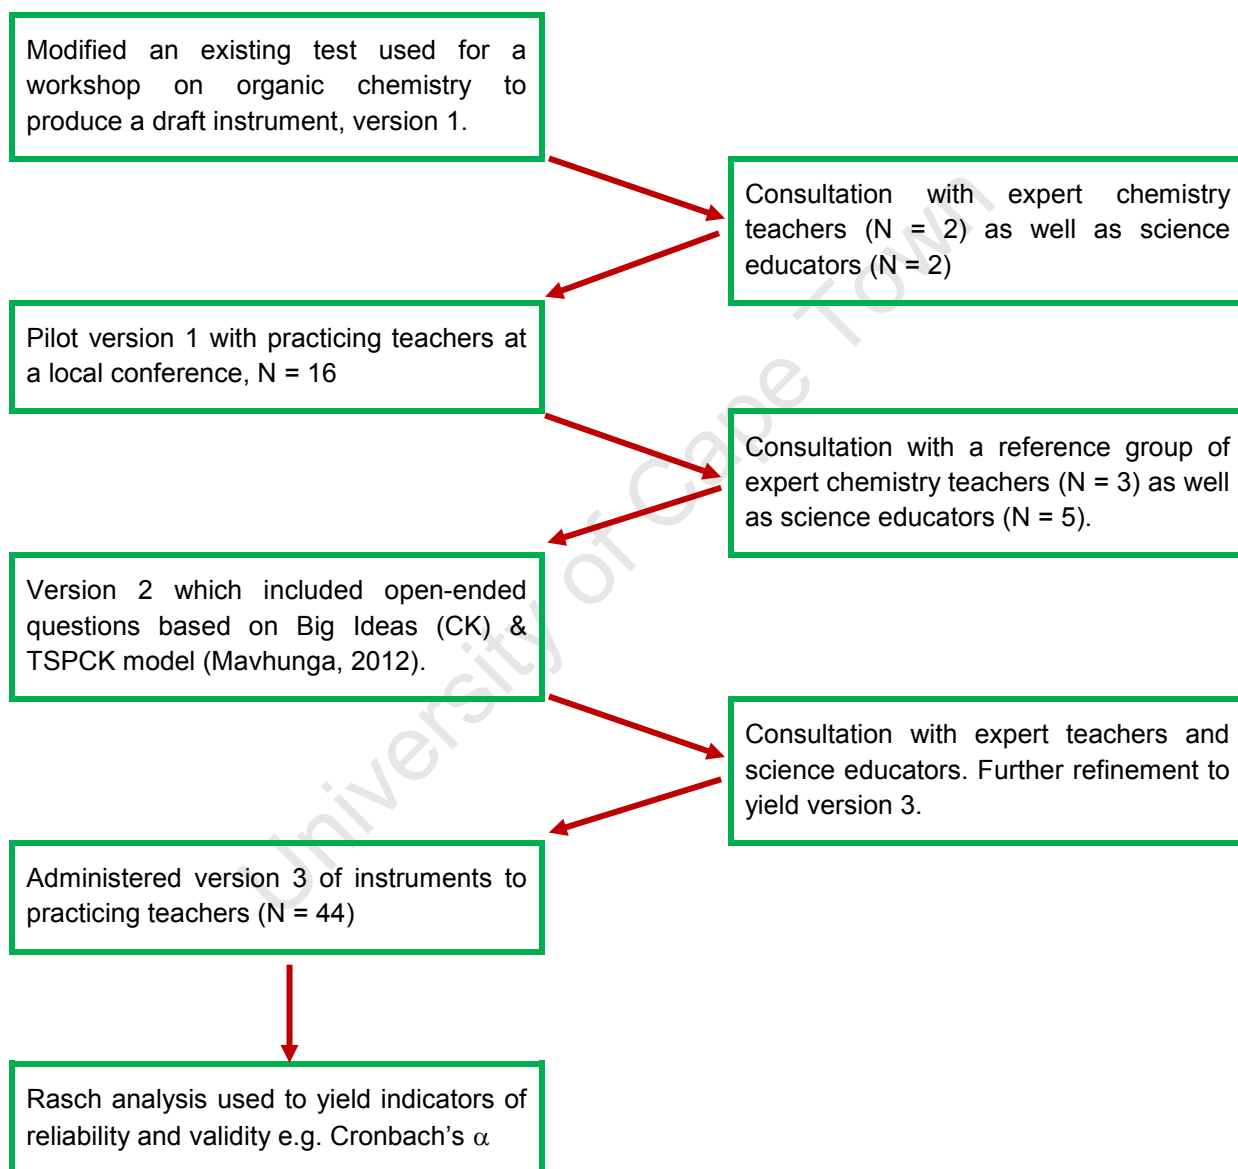 Modified an existing test used for a
workshop on organic chemistry to
produce a draft instrument, version 1.
Consultation with expert chemistry
teachers (N = 2) as well as science
educators (N = 2)
Pilot version 1 with practicing teachers at
a local conference, N = 16
Consultation with a reference group of
expert chemistry teachers (N = 3) as well
as science educators (N = 5).
Version 2 which included open-ended
questions based on Big Ideas (CK) &
TSPCK model (Mavhunga, 2012).
Consultation with expert teachers and
science educators. Further refinement to
yield version 3.
Administered version 3 of instruments to
practicing teachers (N = 44)
Rasch analysis used to yield indicators of
reliability and validity e.g. Cronbach's α
University of Cape Town